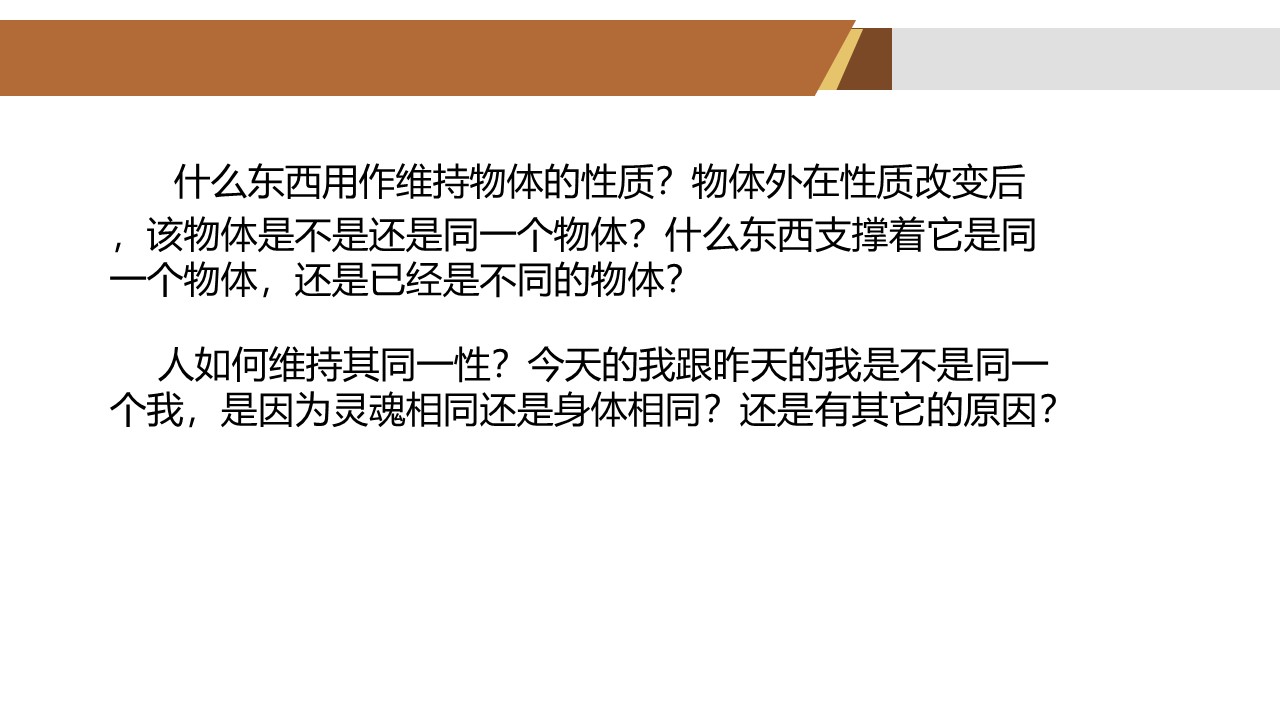 什么东西用作维持物体的性质？物体外在性质改变后
，该物体是不是还是同一个物体？什么东西支撑着它是同
一个物体，还是已经是不同的物体？
人如何维持其同一性？今天的我跟昨天的我是不是同一
个我，是因为灵魂相同还是身体相同？还是有其它的原因？